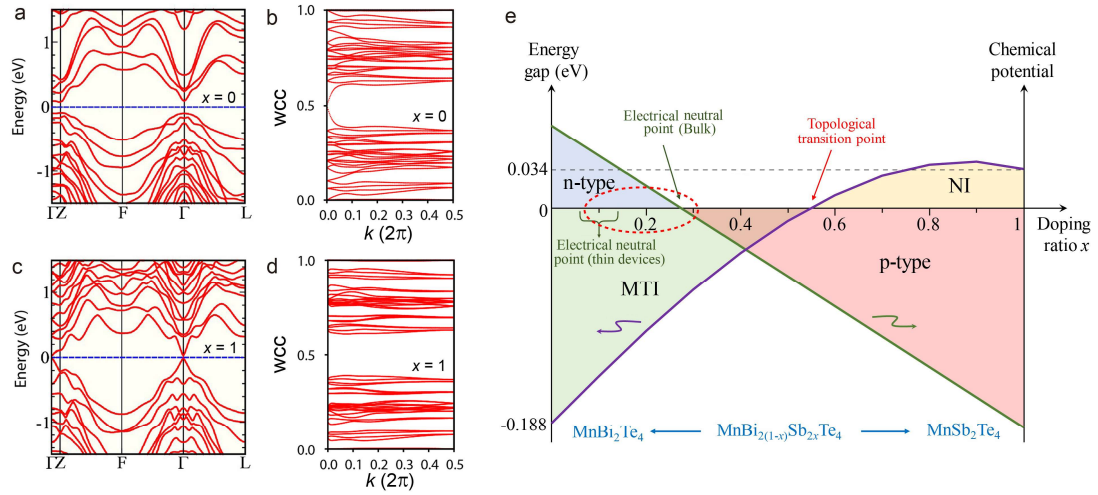 a
1
0
-1
Energy (eV)
x = 0
ΓZ
F
Γ
L
b
1.0
0.5
0.0
WCC
x = 0
0.0 0.1 0.2 0.3 0.4 0.5
k (2π)
c
1
0
-1
Energy (eV)
x = 1
ΓZ
F
Γ
L
d
1.0
0.5
0.0
WCC
x = 1
0.0 0.1 0.2 0.3 0.4 0.5
k (2π)
e
Energy
gap (eV)
Chemical
potential
Electrical neutral
point (Bulk)
Topological
transition point
0.034
n-type
NI
0
0.2
0.4
0.6
0.8
1
Doping
ratio x
Electrical neutral
point (thin devices)
p-type
MTI
-0.188
MnBi2Te4
MnBi2(1-x)Sb2xTe4
MnSb2Te4